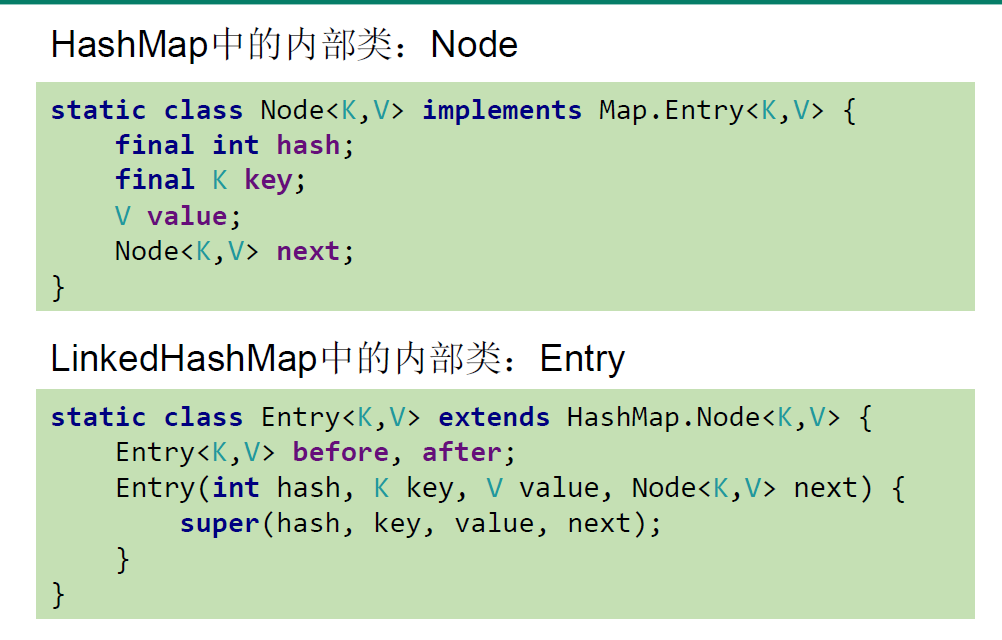 HashMap中的内部类：Node
static class Node<K,V> implements Map.Entry<K,V> {
    final int hash;
    final K key;
    V value;
    Node<K,V> next;
}
LinkedHashMap中的内部类：Entry
static class Entry<K,V> extends HashMap.Node<K,V> {
    Entry<K,V> before, after;
    Entry(int hash, K key, V value, Node<K,V> next) {
        super(hash, key, value, next);
    }
}